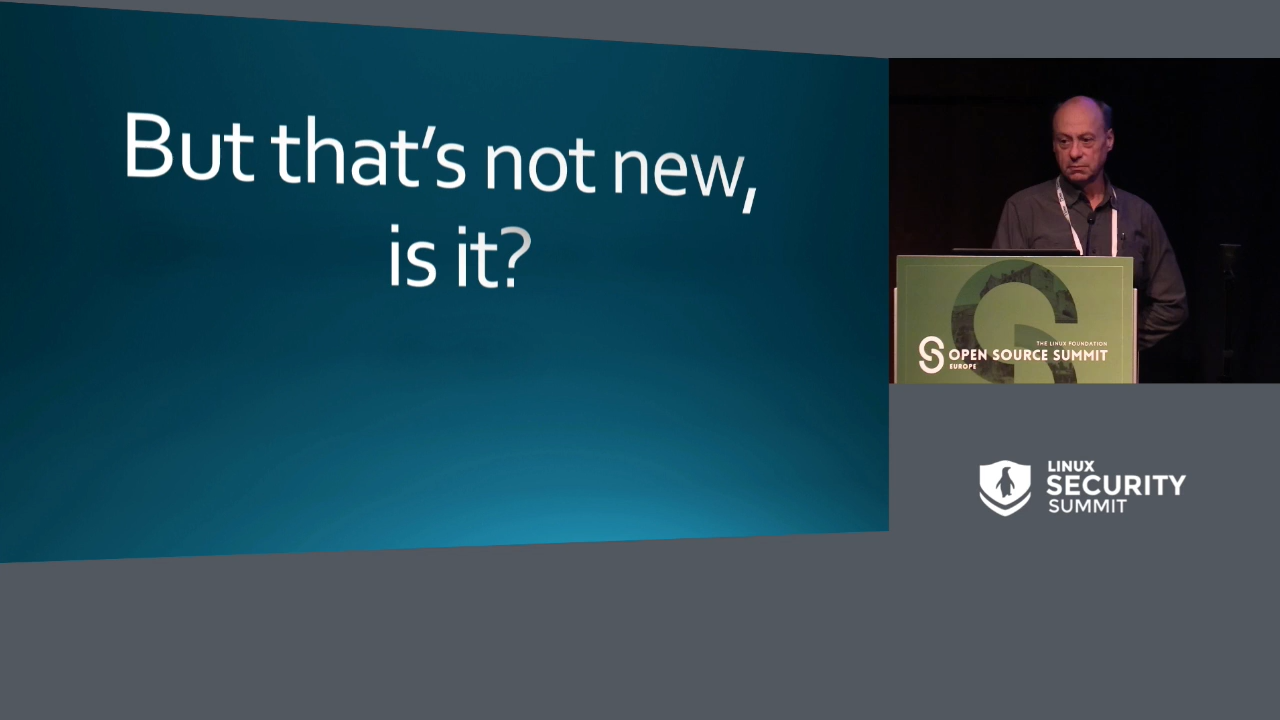 But that's not new,
is it?
THE LINUX FOUNDATION
OPEN SOURCE SUMMIT
EUROPE
LINUX
SECURITY
SUMMIT